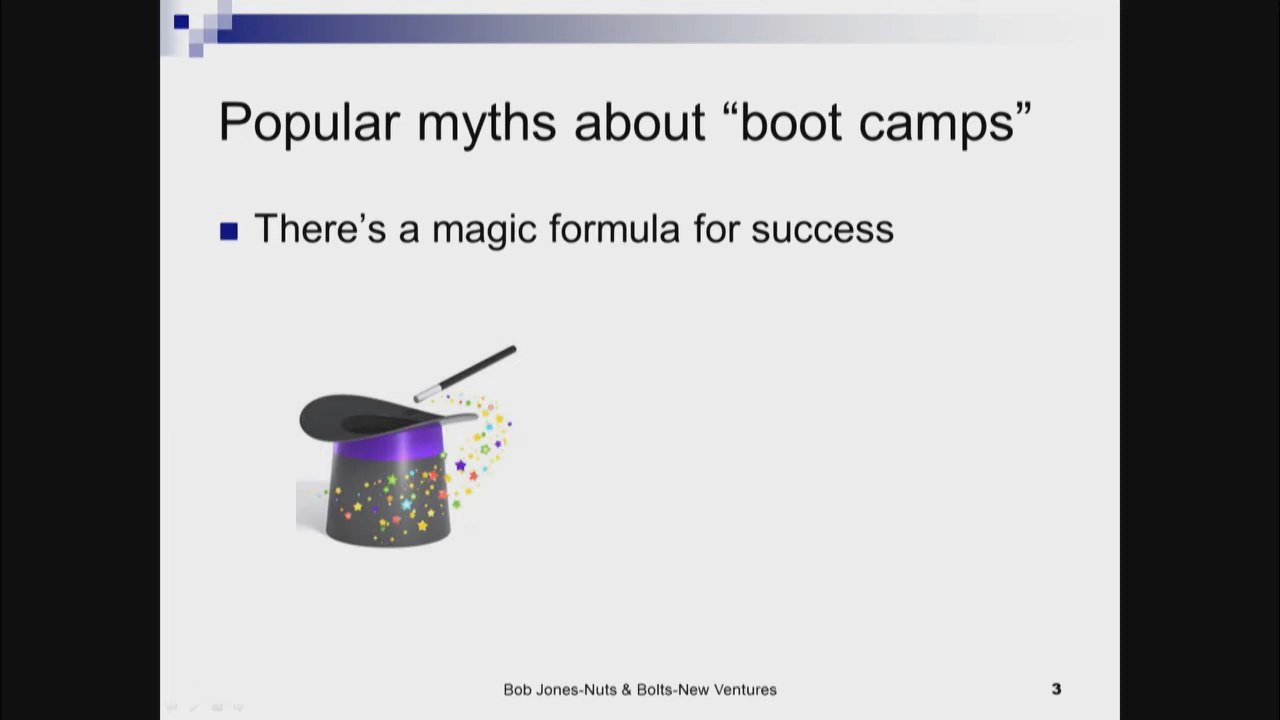 Popular myths about “boot camps”
There’s a magic formula for success
Bob Jones-Nuts & Bolts-New Ventures
3